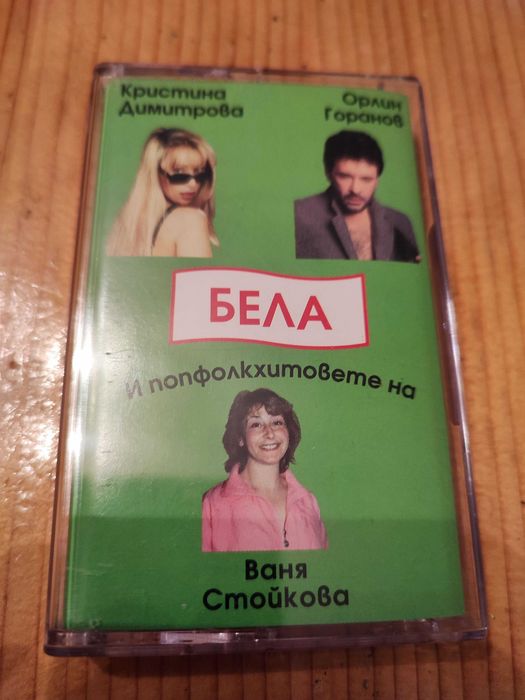 Кристина
Димитрова
Орлин
Горанов
БЕЛА
И попфолкхитовете на
Ваня
Стойкова